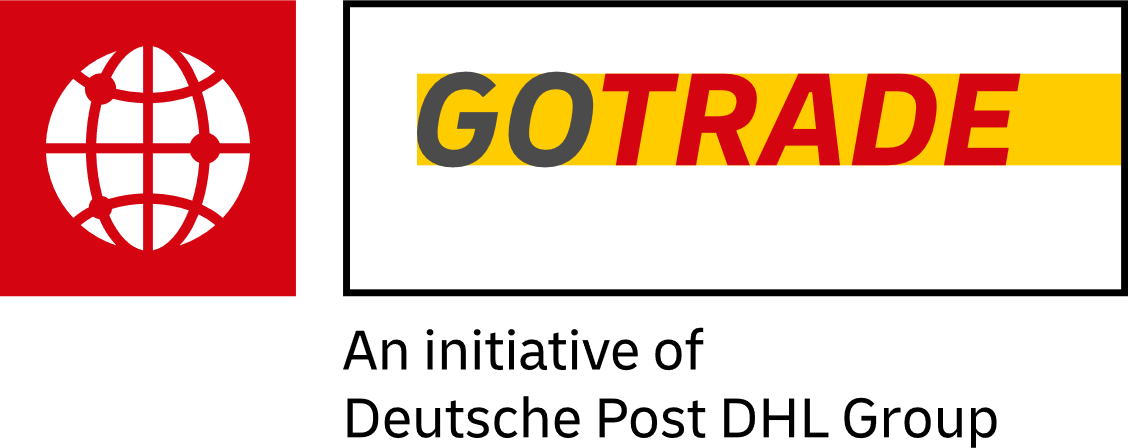 GOTRADE
An initiative of
Deutsche Post DHL Group